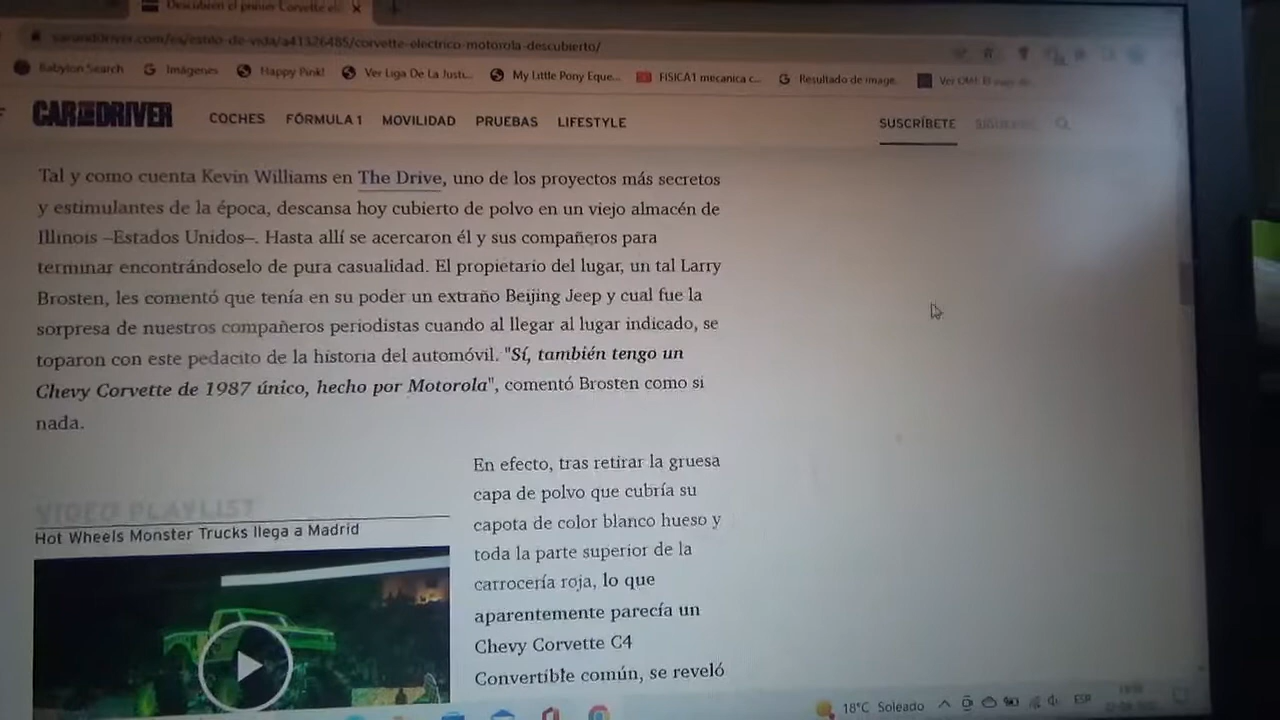 Descubren el primer Corvette el
caranddriver.com/es/estilo-de-vida/a41326485/corvette-electrico-motorola-descubierto/
Babylon Search Imágenes Happy Pink! Ver Liga De La Justi... My Little Pony Eque... FISICA1 mecanica c... Resultado de image.
CAR AND DRIVER COCHES FÓRMULA 1 MOVILIDAD PRUEBAS LIFESTYLE SUSCRÍBETE
Tal y como cuenta Kevin Williams en The Drive, uno de los proyectos más secretos
y estimulantes de la época, descansa hoy cubierto de polvo en un viejo almacén de
Illinois –Estados Unidos–. Hasta allí se acercaron él y sus compañeros para
terminar encontrándoselo de pura casualidad. El propietario del lugar, un tal Larry
Brosten, les comentó que tenía en su poder un extraño Beijing Jeep y cual fue la
sorpresa de nuestros compañeros periodistas cuando al llegar al lugar indicado, se
toparon con este pedacito de la historia del automóvil. "Sí, también tengo un
Chevy Corvette de 1987 único, hecho por Motorola", comentó Brosten como si
nada.
VIDEO PLAYLIST
Hot Wheels Monster Trucks llega a Madrid
En efecto, tras retirar la gruesa
capa de polvo que cubría su
capota de color blanco hueso y
toda la parte superior de la
carrocería roja, lo que
aparentemente parecía un
Chevy Corvette C4
Convertible común, se reveló
18°C Soleado ESP